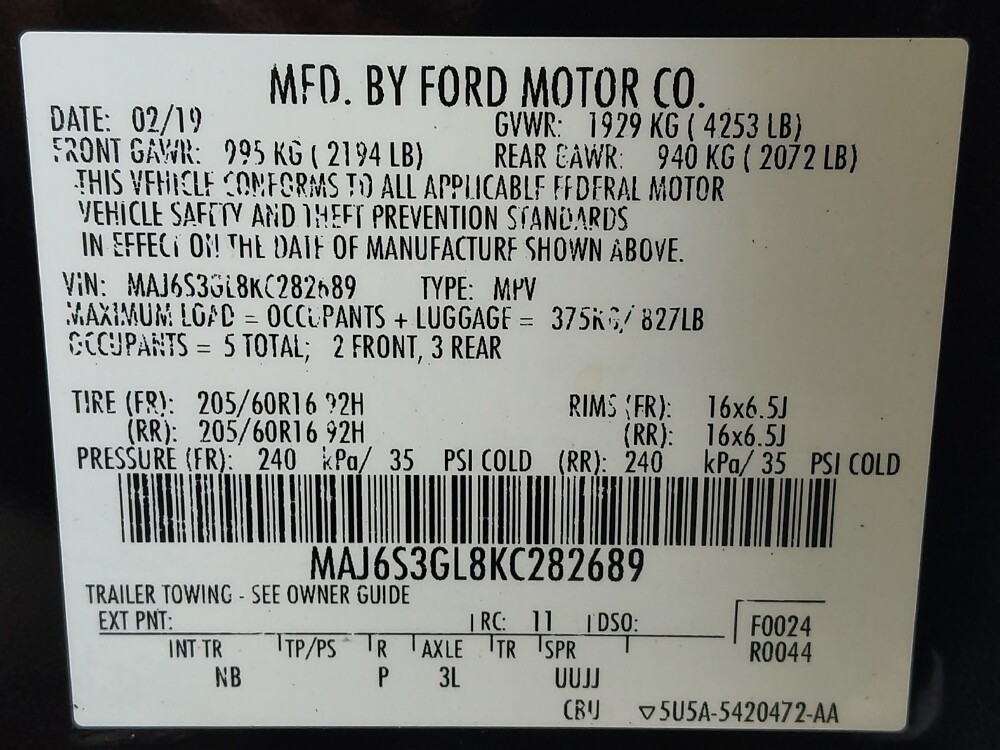 MFD. BY FORD MOTOR CO.
DATE: 02/19 GVWR: 1929 KG ( 4253 LB)
FRONT GAWR: 995 KG ( 2194 LB) REAR GAWR: 940 KG ( 2072 LB)
THIS VEHICLE CONFORMS TO ALL APPLICABLE FEDERAL MOTOR
VEHICLE SAFETY AND THEFT PREVENTION STANDARDS
IN EFFECT ON THE DATE OF MANUFACTURE SHOWN ABOVE.
VIN: MAJ6S3GL8KC282689 TYPE: MPV
MAXIMUM LOAD = OCCUPANTS + LUGGAGE = 375KG/ 827LB
OCCUPANTS = 5 TOTAL; 2 FRONT, 3 REAR
TIRE (FR): 205/60R16 92H RIMS (FR): 16x6.5J
(RR): 205/60R16 92H (RR): 16x6.5J
PRESSURE (FR): 240 kPa/ 35 PSI COLD (RR): 240 kPa/ 35 PSI COLD
MAJ6S3GL8KC282689
TRAILER TOWING - SEE OWNER GUIDE
EXT PNT: RC: 11 DSO: F0024
INT TR TP/PS R AXLE TR SPR R0044
NB P 3L UUJJ
CBU ▽5U5A-5420472-AA